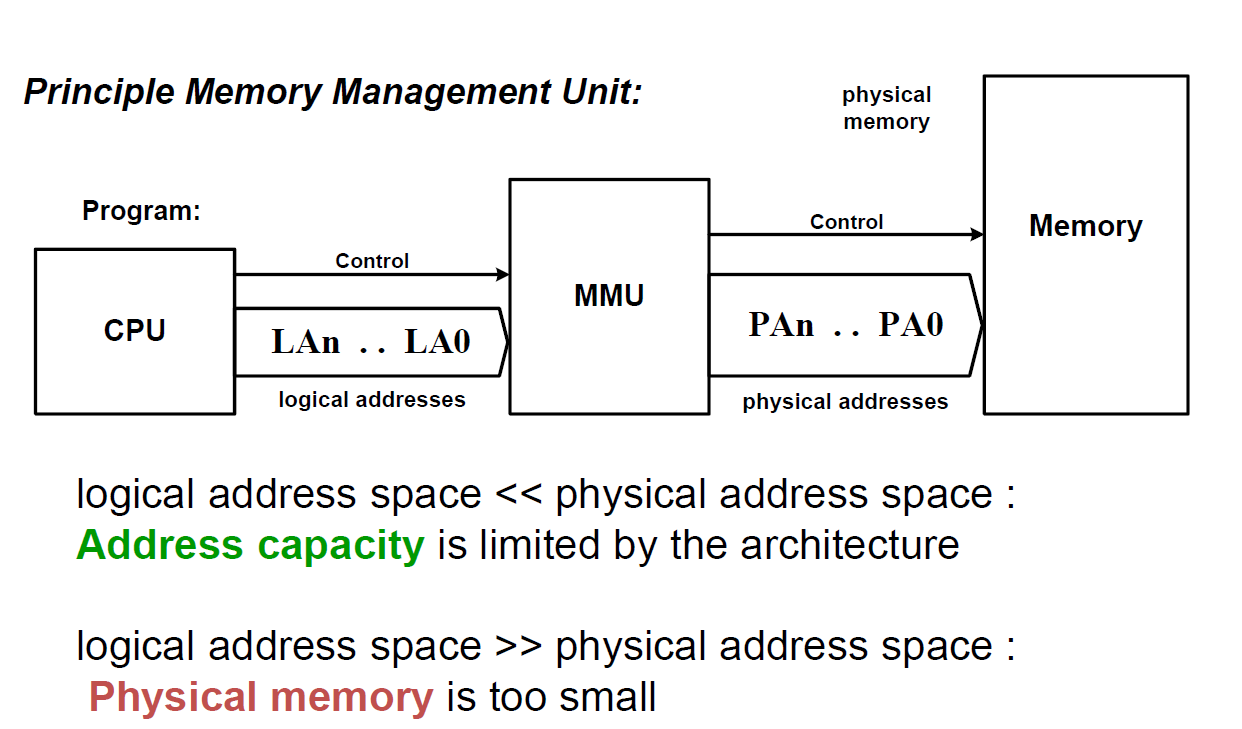 Principle Memory Management Unit:
physical
memory
Program:
Control
Control
Memory
CPU
MMU
LAn . . LA0
PAn . . PA0
logical addresses
physical addresses
logical address space << physical address space :
Address capacity is limited by the architecture
logical address space >> physical address space :
Physical memory is too small